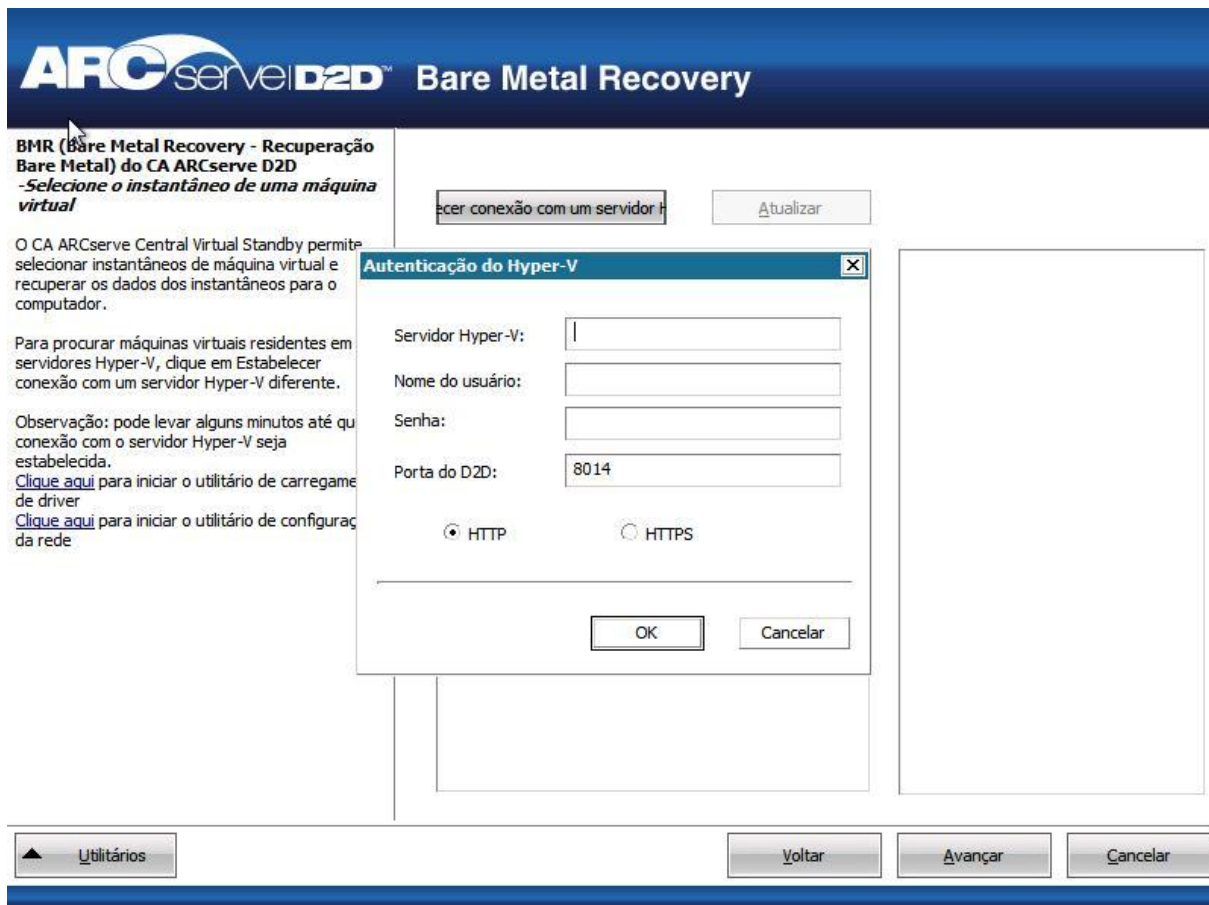 ARCserve D2D™ Bare Metal Recovery
BMR (Bare Metal Recovery - Recuperação
Bare Metal) do CA ARCserve D2D
-Selecione o instantâneo de uma máquina
virtual
O CA ARCserve Central Virtual Standby permite
selecionar instantâneos de máquina virtual e
recuperar os dados dos instantâneos para o
computador.
Para procurar máquinas virtuais residentes em
servidores Hyper-V, clique em Estabelecer
conexão com um servidor Hyper-V diferente.
Observação: pode levar alguns minutos até qu
conexão com o servidor Hyper-V seja
estabelecida.
Clique aqui para iniciar o utilitário de carregame
de driver
Clique aqui para iniciar o utilitário de configuraç
da rede
ecer conexão com um servidor H
Atualizar
Autenticação do Hyper-V
Servidor Hyper-V:
Nome do usuário:
Senha:
Porta do D2D: 8014
HTTP HTTPS
OK Cancelar
Utilitários Voltar Avançar Cancelar